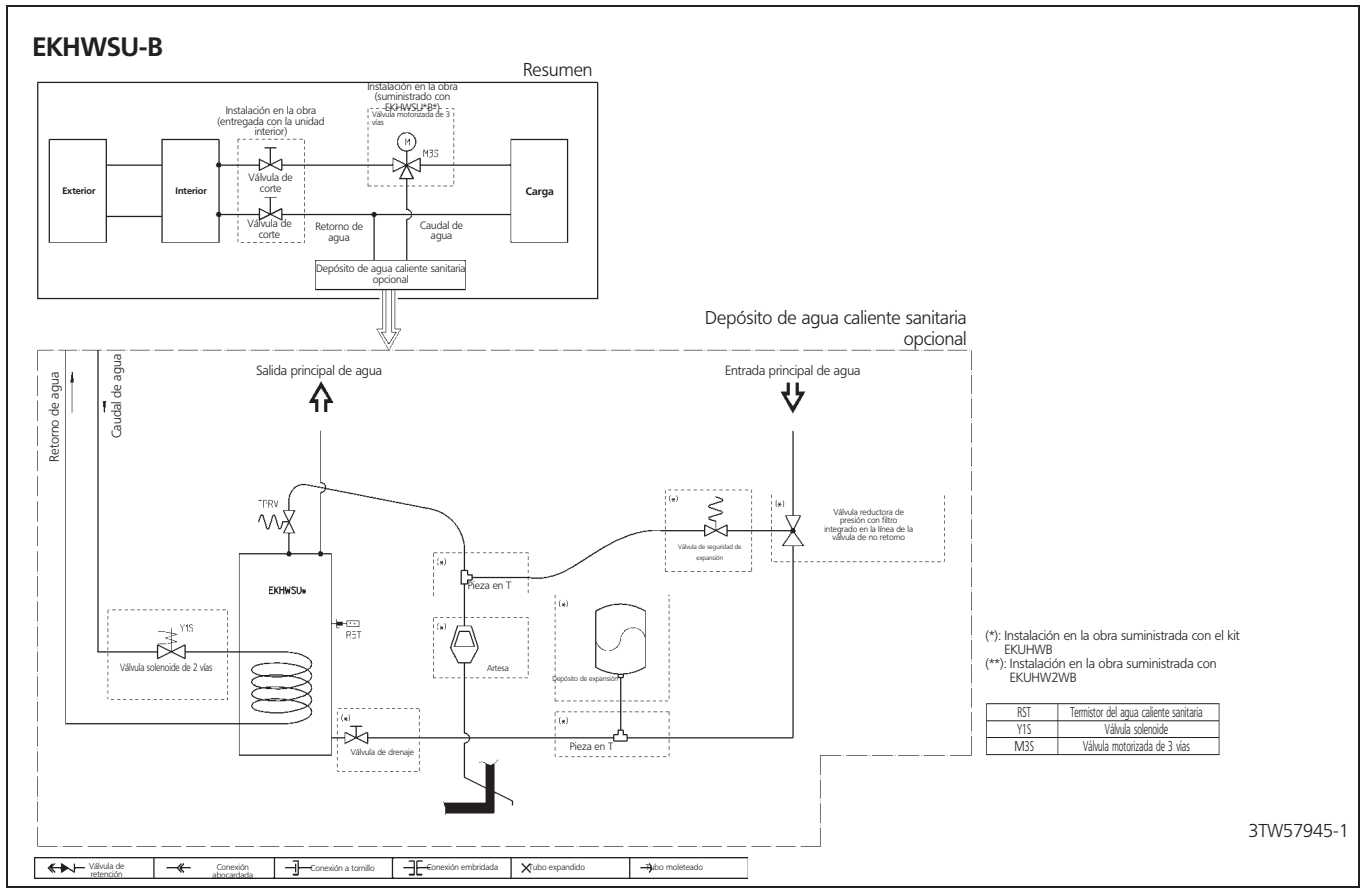 EKHWSU-B
Resumen
Instalación en la obra
(suministrado con
EKHWSU*B*)
Válvula motorizada de 3
vías
Instalación en la obra
(entregada con la unidad
interior)
M
M3S
Exterior
Interior
Válvula de
corte
Carga
Válvula de
corte
Retorno de
agua
Caudal de
agua
Depósito de agua caliente sanitaria
opcional
Depósito de agua caliente sanitaria
opcional
Retorno de agua
Caudal de agua
Salida principal de agua
Entrada principal de agua
TPRV
(*)
Válvula de seguridad de
expansión
(*)
Válvula reductora de
presión con filtro
integrado en la línea de la
válvula de no retorno
(*)
Pieza en T
EKHWSU*
RST
Y1S
Válvula solenoide de 2 vías
(*)
Artesa
(*)
Depósito de expansión
(*)
Válvula de drenaje
(*)
Pieza en T
(*): Instalación en la obra suministrada con el kit
EKUHWB
(**): Instalación en la obra suministrada con
EKUHW2WB
RST Termistor del agua caliente sanitaria
Y1S Válvula solenoide
M3S Válvula motorizada de 3 vías
3TW57945-1
Válvula de
retención
Conexión
abocardada
Conexión a tornillo
Conexión embridada
Tubo expandido
Tubo moleteado